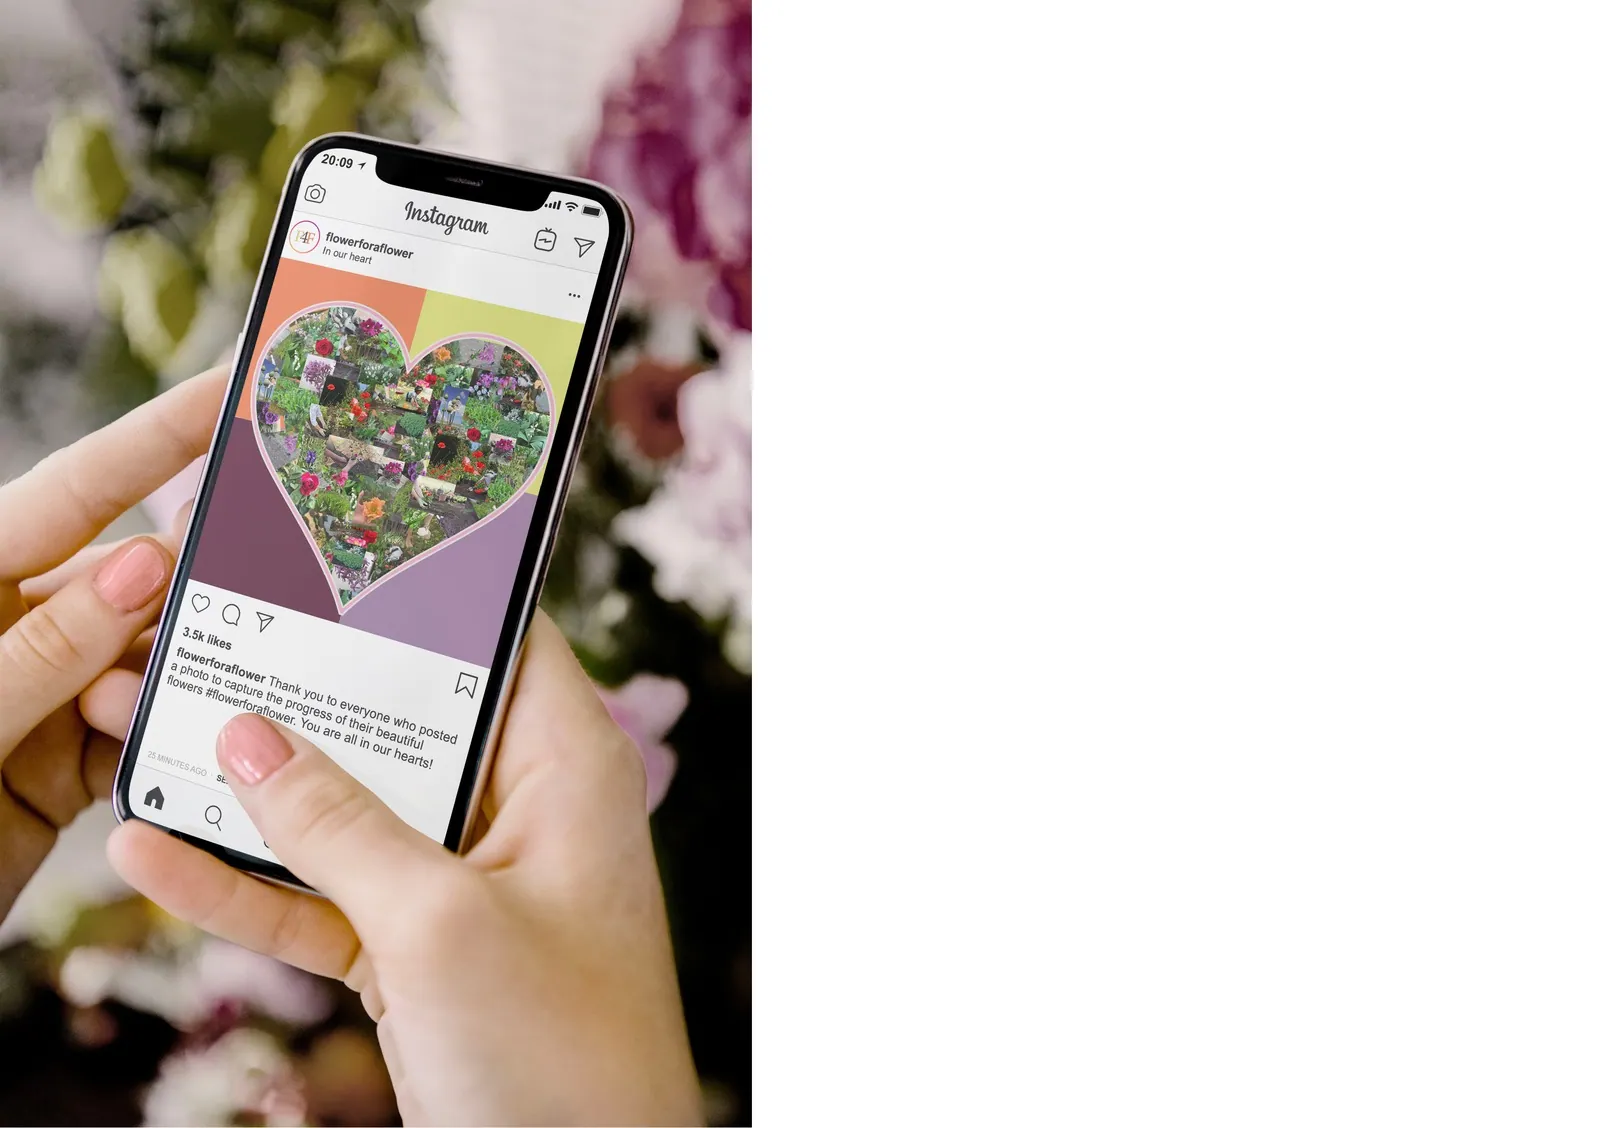 20:09
Instagram
F4F
flowerforaflower
In our heart
3.5k likes
flowerforaflower Thank you to everyone who posted
a photo to capture the progress of their beautiful
flowers #flowerforaflower. You are all in our hearts!
25 MINUTES AGO